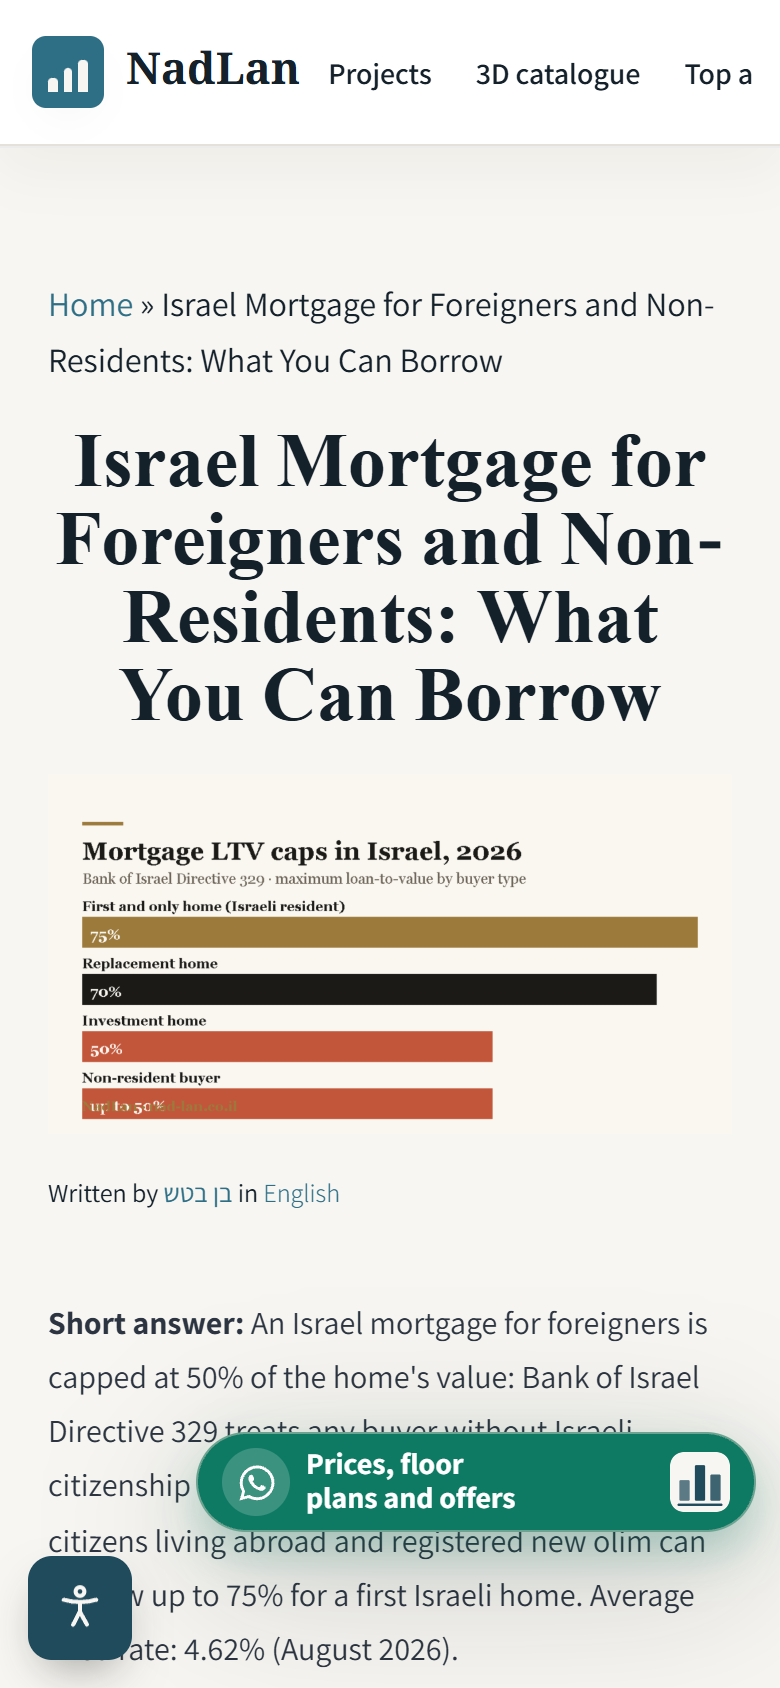 NadLan
Projects
3D catalogue
Top a
Home » Israel Mortgage for Foreigners and Non-
Residents: What You Can Borrow
Israel Mortgage for
Foreigners and Non-
Residents: What
You Can Borrow
Mortgage LTV caps in Israel, 2026
Bank of Israel Directive 329 · maximum loan-to-value by buyer type
First and only home (Israeli resident)
75%
Replacement home
70%
Investment home
50%
Non-resident buyer
up to 50%
Written by בן בטש in English
Short answer: An Israel mortgage for foreigners is
capped at 50% of the home's value: Bank of Israel
Directive 329 treats any buyer without Israeli
citizenship
Prices, floor
plans and offers
citizens living abroad and registered new olim can
up to 75% for a first Israeli home. Average
rate: 4.62% (August 2026).